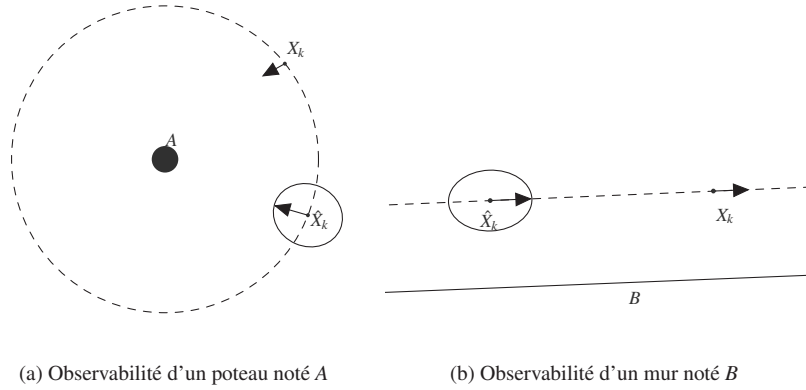 X_k
A
X̂_k
X̂_k
X_k
B
(a) Observabilité d'un poteau noté A
(b) Observabilité d'un mur noté B